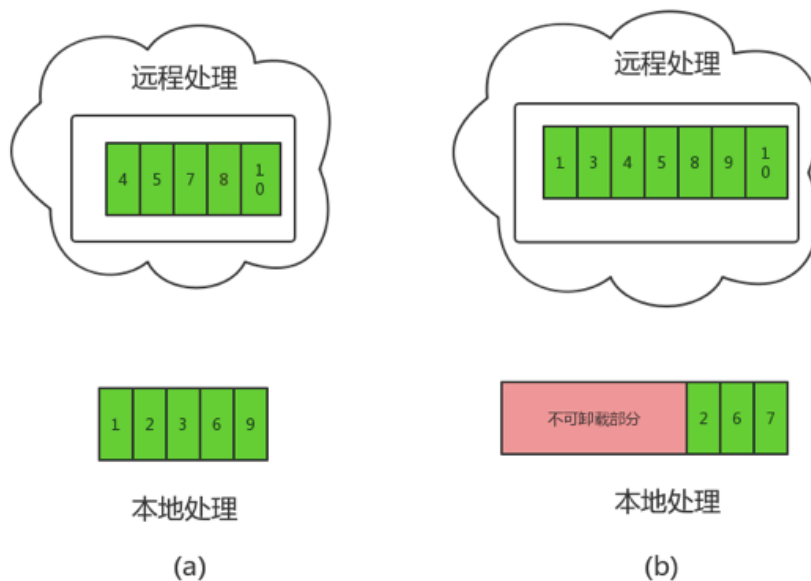 远程处理
4 5 7 8 10
1 2 3 6 9
本地处理
(a)
远程处理
1 3 4 5 8 9 10
不可卸载部分 2 6 7
本地处理
(b)